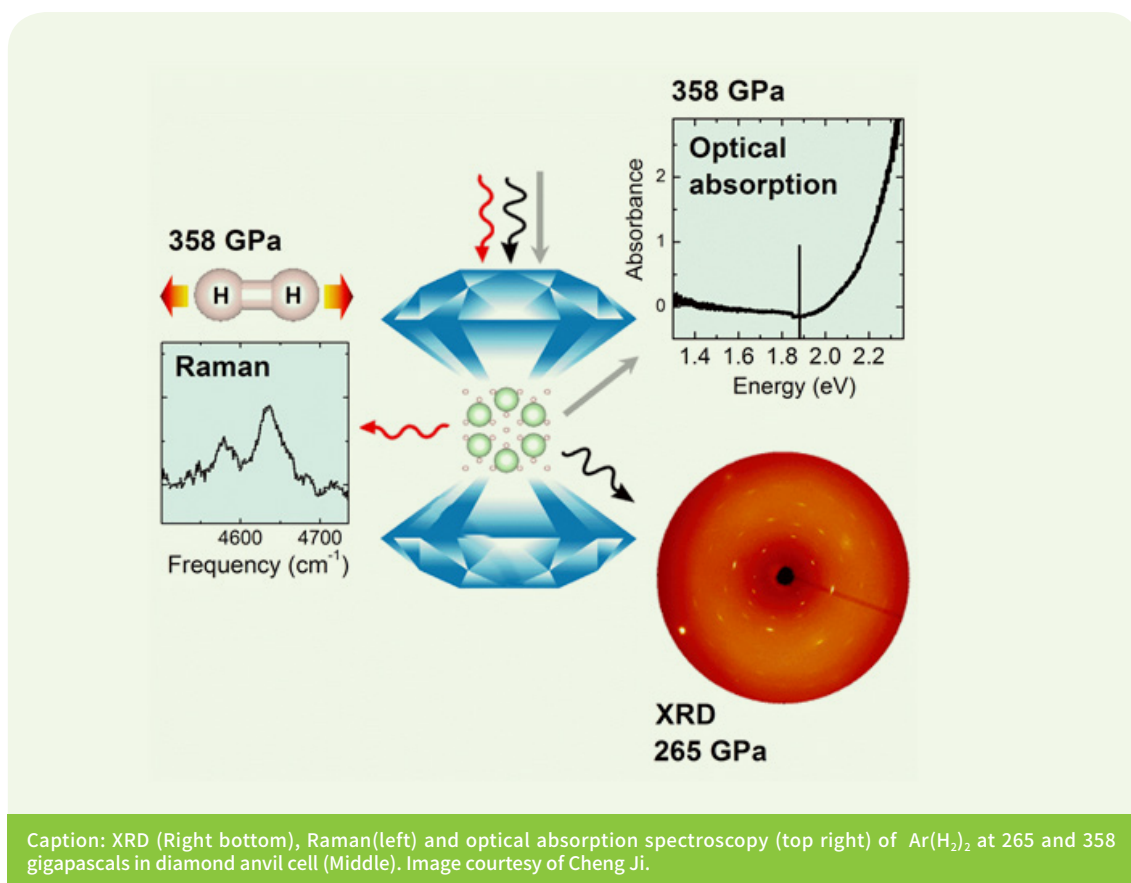 358 GPa
Optical
absorption
Absorbance
2
1
0
1.4 1.6 1.8 2.0 2.2
Energy (eV)
358 GPa
H H
Raman
4600 4700
Frequency (cm⁻¹)
XRD
265 GPa
Caption: XRD (Right bottom), Raman(left) and optical absorption spectroscopy (top right) of Ar(H₂)₂ at 265 and 358
gigapascals in diamond anvil cell (Middle). Image courtesy of Cheng Ji.